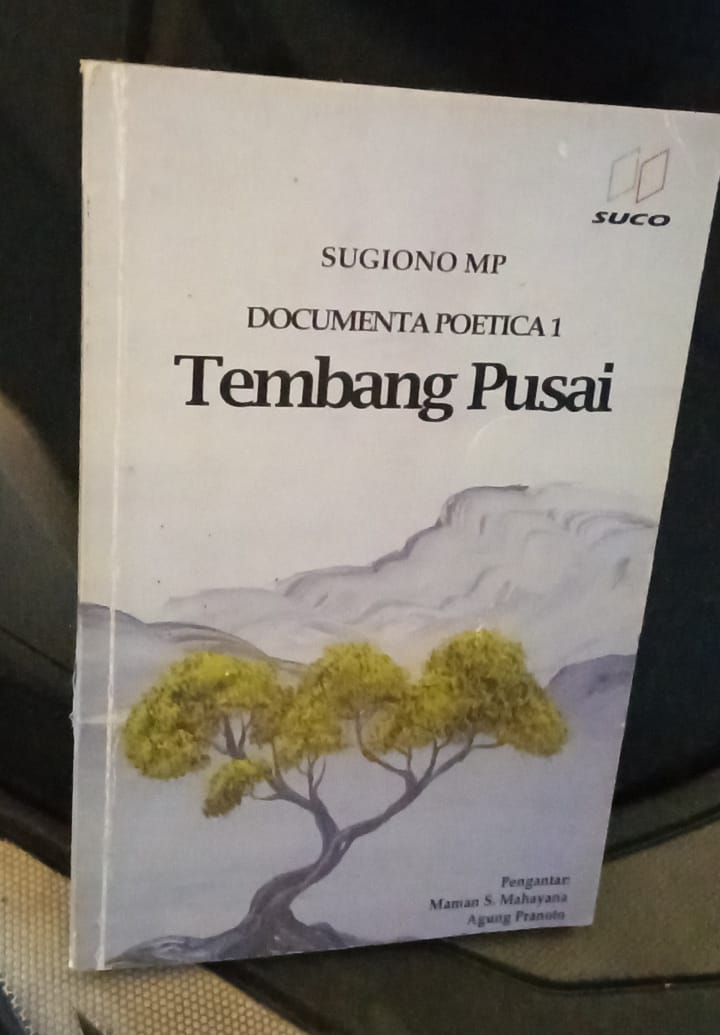 SUCO
SUGIONO MP
DOCUMENTA POETICA 1
Tembang Pusai
Pengantar:
Maman S. Mahayana
Agung Pranoto